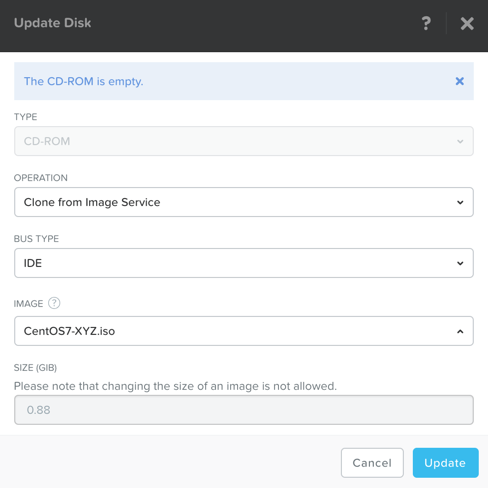 Update Disk
?
The CD-ROM is empty.
TYPE
CD-ROM
OPERATION
Clone from Image Service
BUS TYPE
IDE
IMAGE ?
CentOS7-XYZ.iso
SIZE (GIB)
Please note that changing the size of an image is not allowed.
0.88
Cancel Update